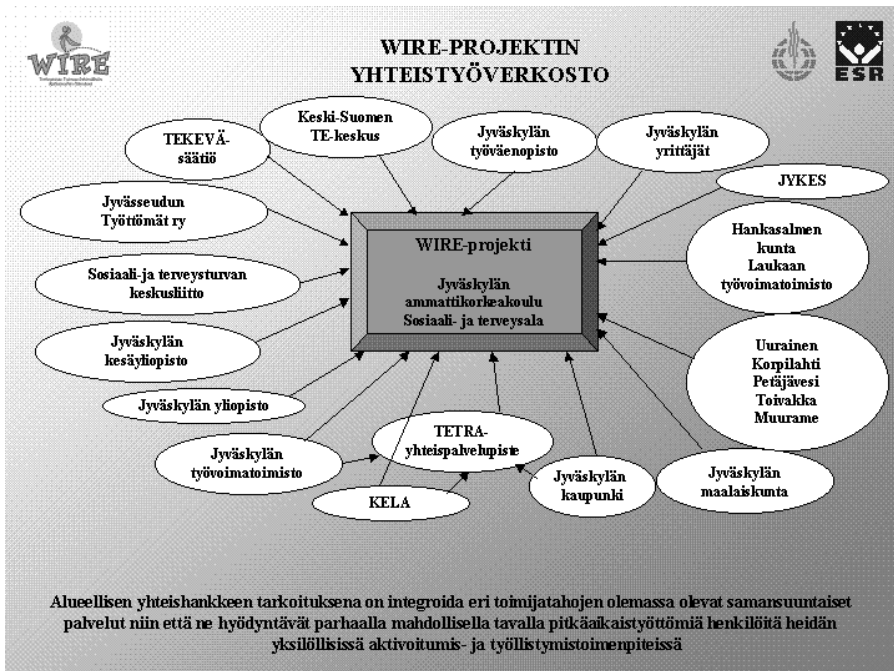 WIRE
WIRE-PROJEKTIN
YHTEISTYÖVERKOSTO
ESR
TEKEVÄ-
säätiö
Keski-Suomen
TE-keskus
Jyväskylän
työväenopisto
Jyväskylän
yrittäjät
JYKES
Jyvässeudun
Työttömät ry
Hankasalmen
kunta
Laukaan
työvoimatoimisto
WIRE-projekti
Jyväskylän
ammattikorkeakoulu
Sosiaali- ja terveysala
Sosiaali-ja terveysturvan
keskusliitto
Jyväskylän
kesäyliopisto
Uurainen
Korpilahti
Petäjävesi
Toivakka
Muurame
Jyväskylän yliopisto
Jyväskylän
työvoimatoimisto
TETRA-
yhteispalvelupiste
KELA
Jyväskylän
kaupunki
Jyväskylän
maalaiskunta
Alueellisen yhteishankkeen tarkoituksena on integroida eri toimijatahojen olemassa olevat samansuuntaiset
palvelut niin että ne hyödyntävät parhaalla mahdollisella tavalla pitkäaikaistyöttömiä henkilöitä heidän
yksilöllisissä aktivoitumis- ja työllistymistoimenpiteissä